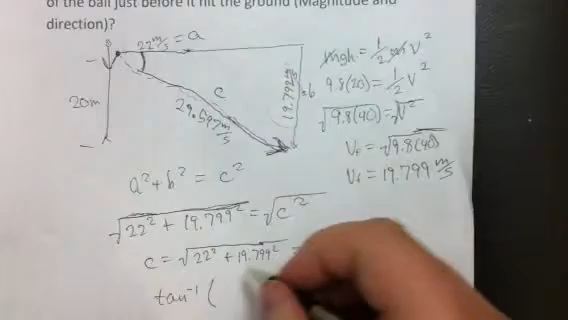 of the ball just before it hit the ground (Magnitude and
direction)?
22 m/s = a
20m
c
29.597 m/s
19.799 m/s = b
mgh = 1/2 mv²
9.8(20) = 1/2 v²
√9.8(40) = √v²
Vf = √9.8(40)
Vf = 19.799 m/s
a² + b² = c²
√22² + 19.799² = √c²
c = √22² + 19.799² =
tan⁻¹ (